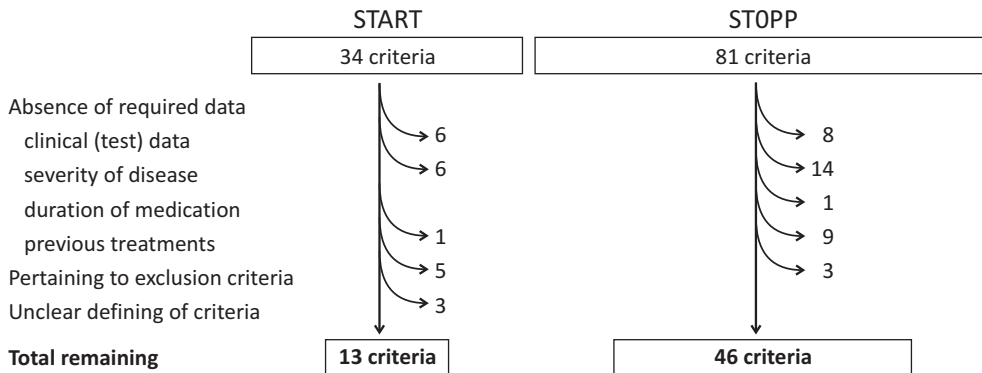 START STOPP
34 criteria 81 criteria
Absence of required data
clinical (test) data 6 8
severity of disease 6 14
duration of medication 1
previous treatments 1 9
Pertaining to exclusion criteria 5 3
Unclear defining of criteria 3
Total remaining 13 criteria 46 criteria